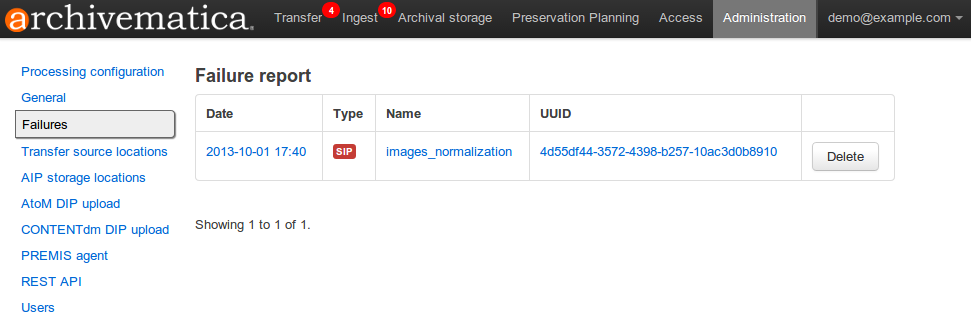 archivematica®
Transfer 4 Ingest 10 Archival storage Preservation Planning Access Administration demo@example.com
Processing configuration
General
Failures
Transfer source locations
AIP storage locations
AtoM DIP upload
CONTENTdm DIP upload
PREMIS agent
REST API
Users
Failure report
Date Type Name UUID
2013-10-01 17:40 SIP images_normalization 4d55df44-3572-4398-b257-10ac3d0b8910 Delete
Showing 1 to 1 of 1.